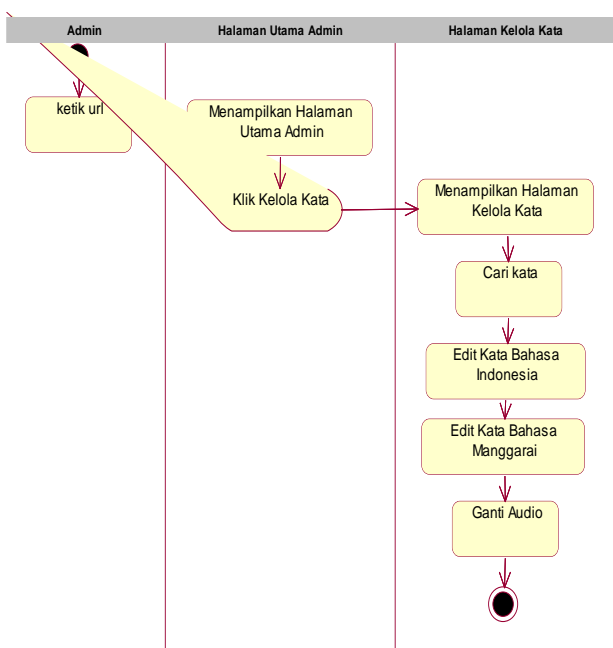 Admin
Halaman Utama Admin
Halaman Kelola Kata
ketik url
Menampilkan Halaman
Utama Admin
Klik Kelola Kata
Menampilkan Halaman
Kelola Kata
Cari kata
Edit Kata Bahasa
Indonesia
Edit Kata Bahasa
Manggarai
Ganti Audio